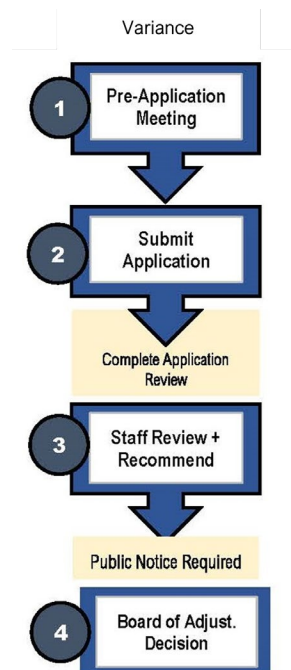 Variance
1
Pre-Application
Meeting
2
Submit
Application
Complete Application
Review
3
Staff Review +
Recommend
Public Notice Required
4
Board of Adjust.
Decision